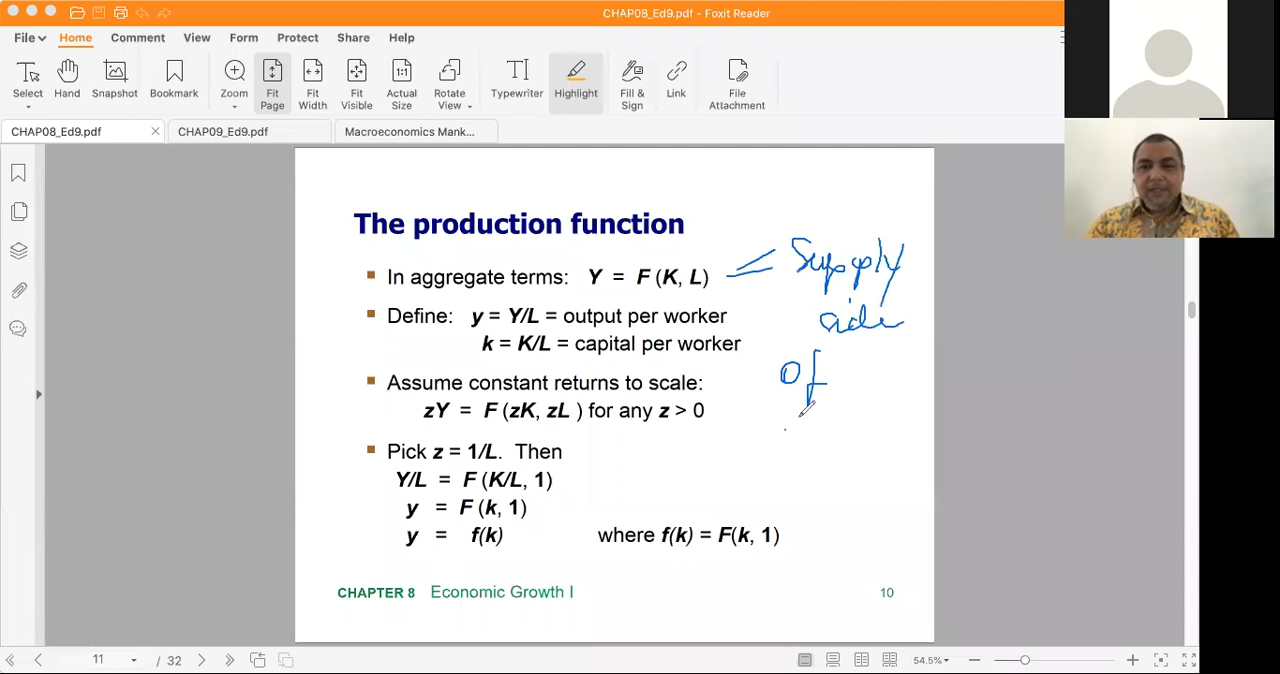 CHAP08_Ed9.pdf - Foxit Reader
File Home Comment View Form Protect Share Help
Select Hand Snapshot Bookmark Zoom Fit Page Fit Width Fit Visible Actual Size Rotate View Typewriter Highlight Fill & Sign Link File Attachment
CHAP08_Ed9.pdf CHAP09_Ed9.pdf Macroeconomics Mank...
The production function
In aggregate terms: Y = F (K, L)
Supply
side
of
Define: y = Y/L = output per worker
k = K/L = capital per worker
Assume constant returns to scale:
zY = F (zK, zL ) for any z > 0
Pick z = 1/L. Then
Y/L = F (K/L, 1)
y = F (k, 1)
y = f(k) where f(k) = F(k, 1)
CHAPTER 8 Economic Growth I 10
11 / 32 54.5%